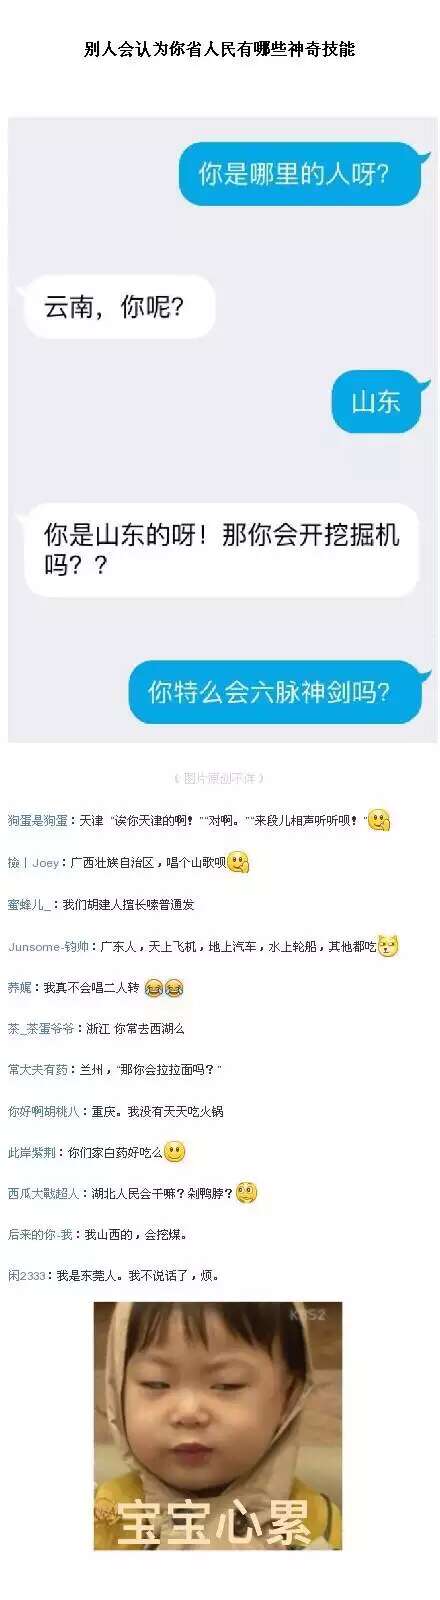 别人会认为你省人民有哪些神奇技能
你是哪里的人呀？
云南，你呢？
山东
你是山东的呀！那你会开挖掘机
吗？？
你特么会六脉神剑吗？
（图片原创不详）
狗蛋是狗蛋：天津 “诶你天津的啊！”“对啊。”“来段儿相声听听呗！”
撿丨Joey：广西壮族自治区，唱个山歌呗
蜜蜂儿_：我们胡建人擅长嗦普通发
Junsome-钧帅：广东人，天上飞机，地上汽车，水上轮船，其他都吃
荞娓：我真不会唱二人转
茶_茶蛋爷爷：浙江 你常去西湖么
常大夫有药：兰州，“那你会拉拉面吗？”
你好啊胡桃八：重庆。我没有天天吃火锅
此岸紫荆：你们家白药好吃么
西瓜大戰超人：湖北人民会干嘛？剁鸭脖？
后来的你-我：我山西的，会挖煤。
闲2333：我是东莞人。我不说话了，烦。
KBS2
宝宝心累